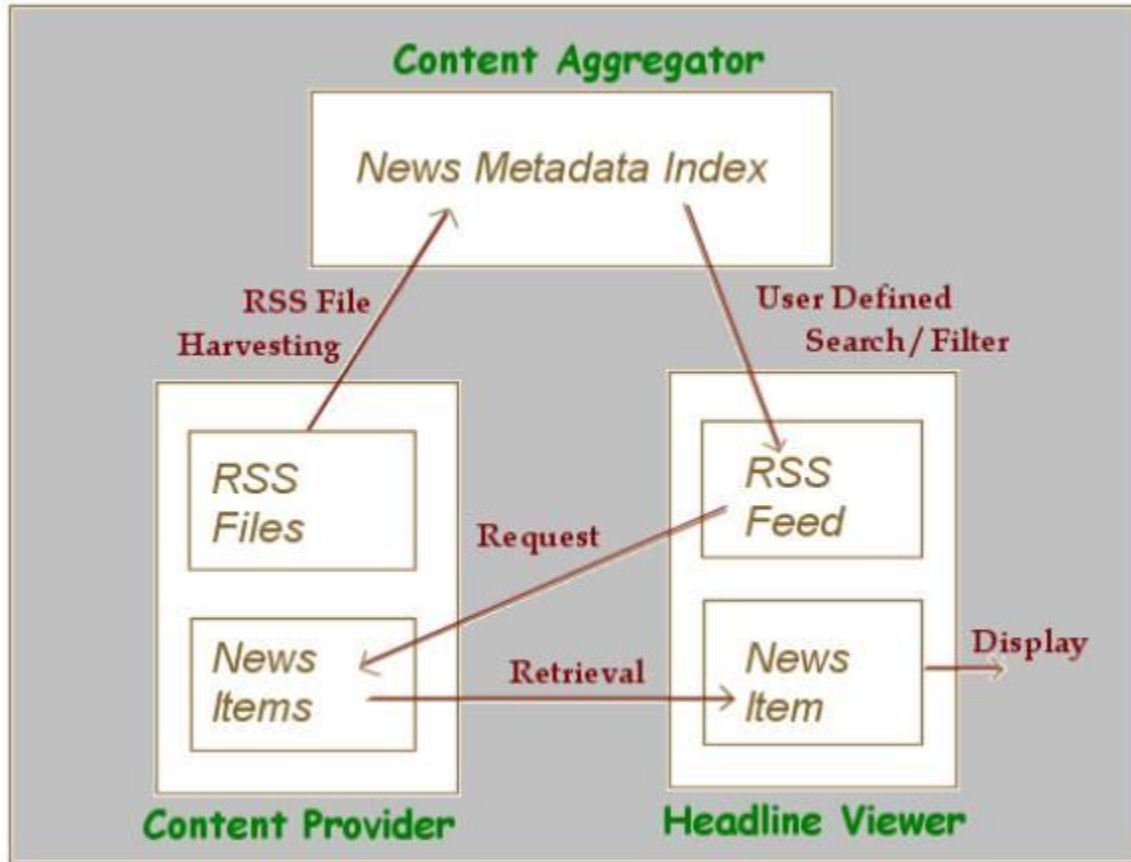 Content Aggregator
News Metadata Index
RSS File
Harvesting
User Defined
Search / Filter
RSS
Files
RSS
Feed
Request
News
Items
Retrieval
News
Item
Display
Content Provider
Headline Viewer